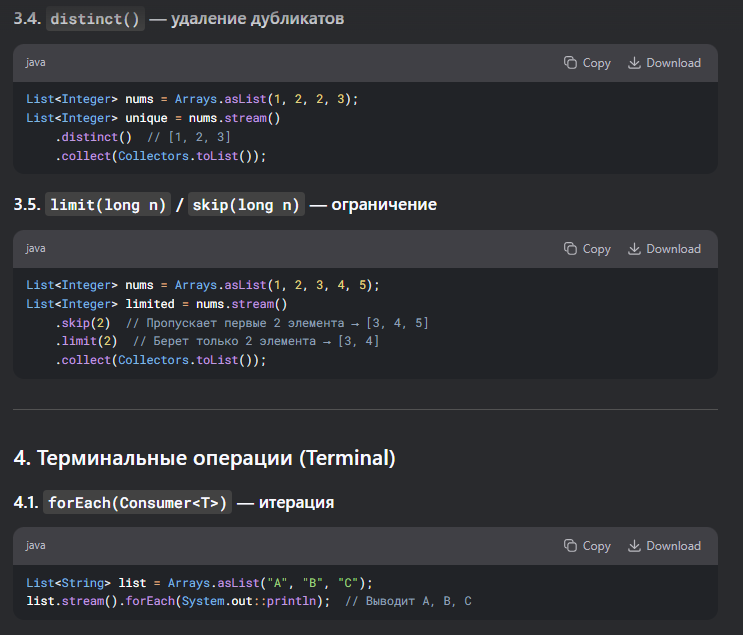 3.4. distinct() — удаление дубликатов
java
Copy
Download
List<Integer> nums = Arrays.asList(1, 2, 2, 3);
List<Integer> unique = nums.stream()
    .distinct()  // [1, 2, 3]
    .collect(Collectors.toList());
3.5. limit(long n) / skip(long n) — ограничение
java
Copy
Download
List<Integer> nums = Arrays.asList(1, 2, 3, 4, 5);
List<Integer> limited = nums.stream()
    .skip(2)  // Пропускает первые 2 элемента → [3, 4, 5]
    .limit(2)  // Берет только 2 элемента → [3, 4]
    .collect(Collectors.toList());
4. Терминальные операции (Terminal)
4.1. forEach(Consumer<T>) — итерация
java
Copy
Download
List<String> list = Arrays.asList("A", "B", "C");
list.stream().forEach(System.out::println);  // Выводит A, B, C